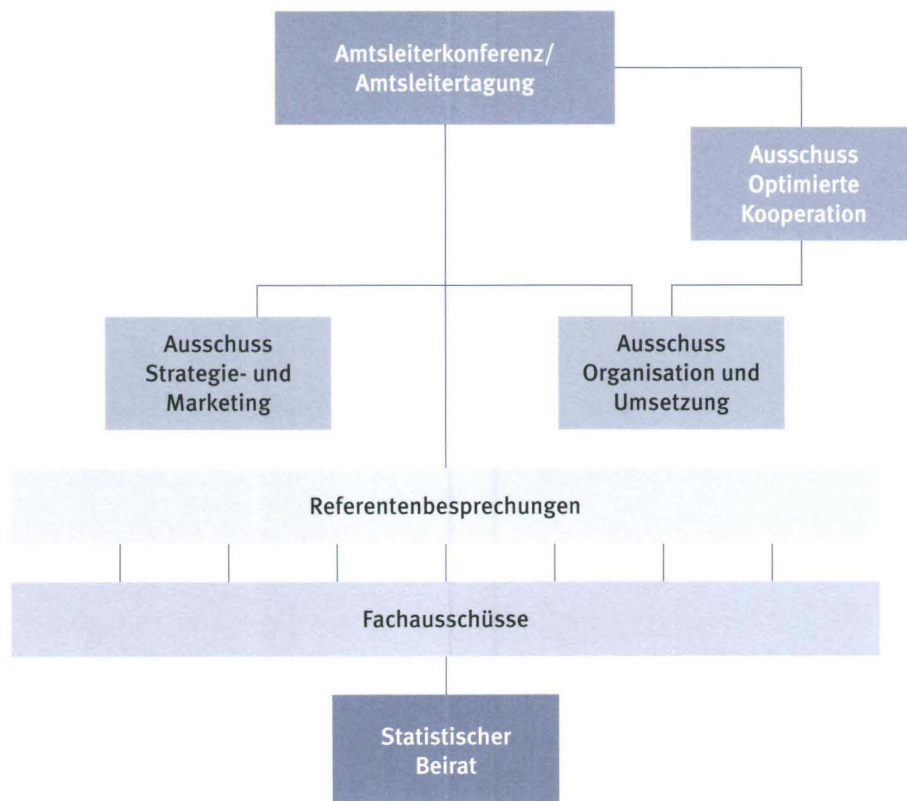 Amtsleiterkonferenz/
Amtsleitertagung
Ausschuss
Optimierte
Kooperation
Ausschuss
Strategie- und
Marketing
Ausschuss
Organisation und
Umsetzung
Referentenbesprechungen
Fachausschüsse
Statistischer
Beirat